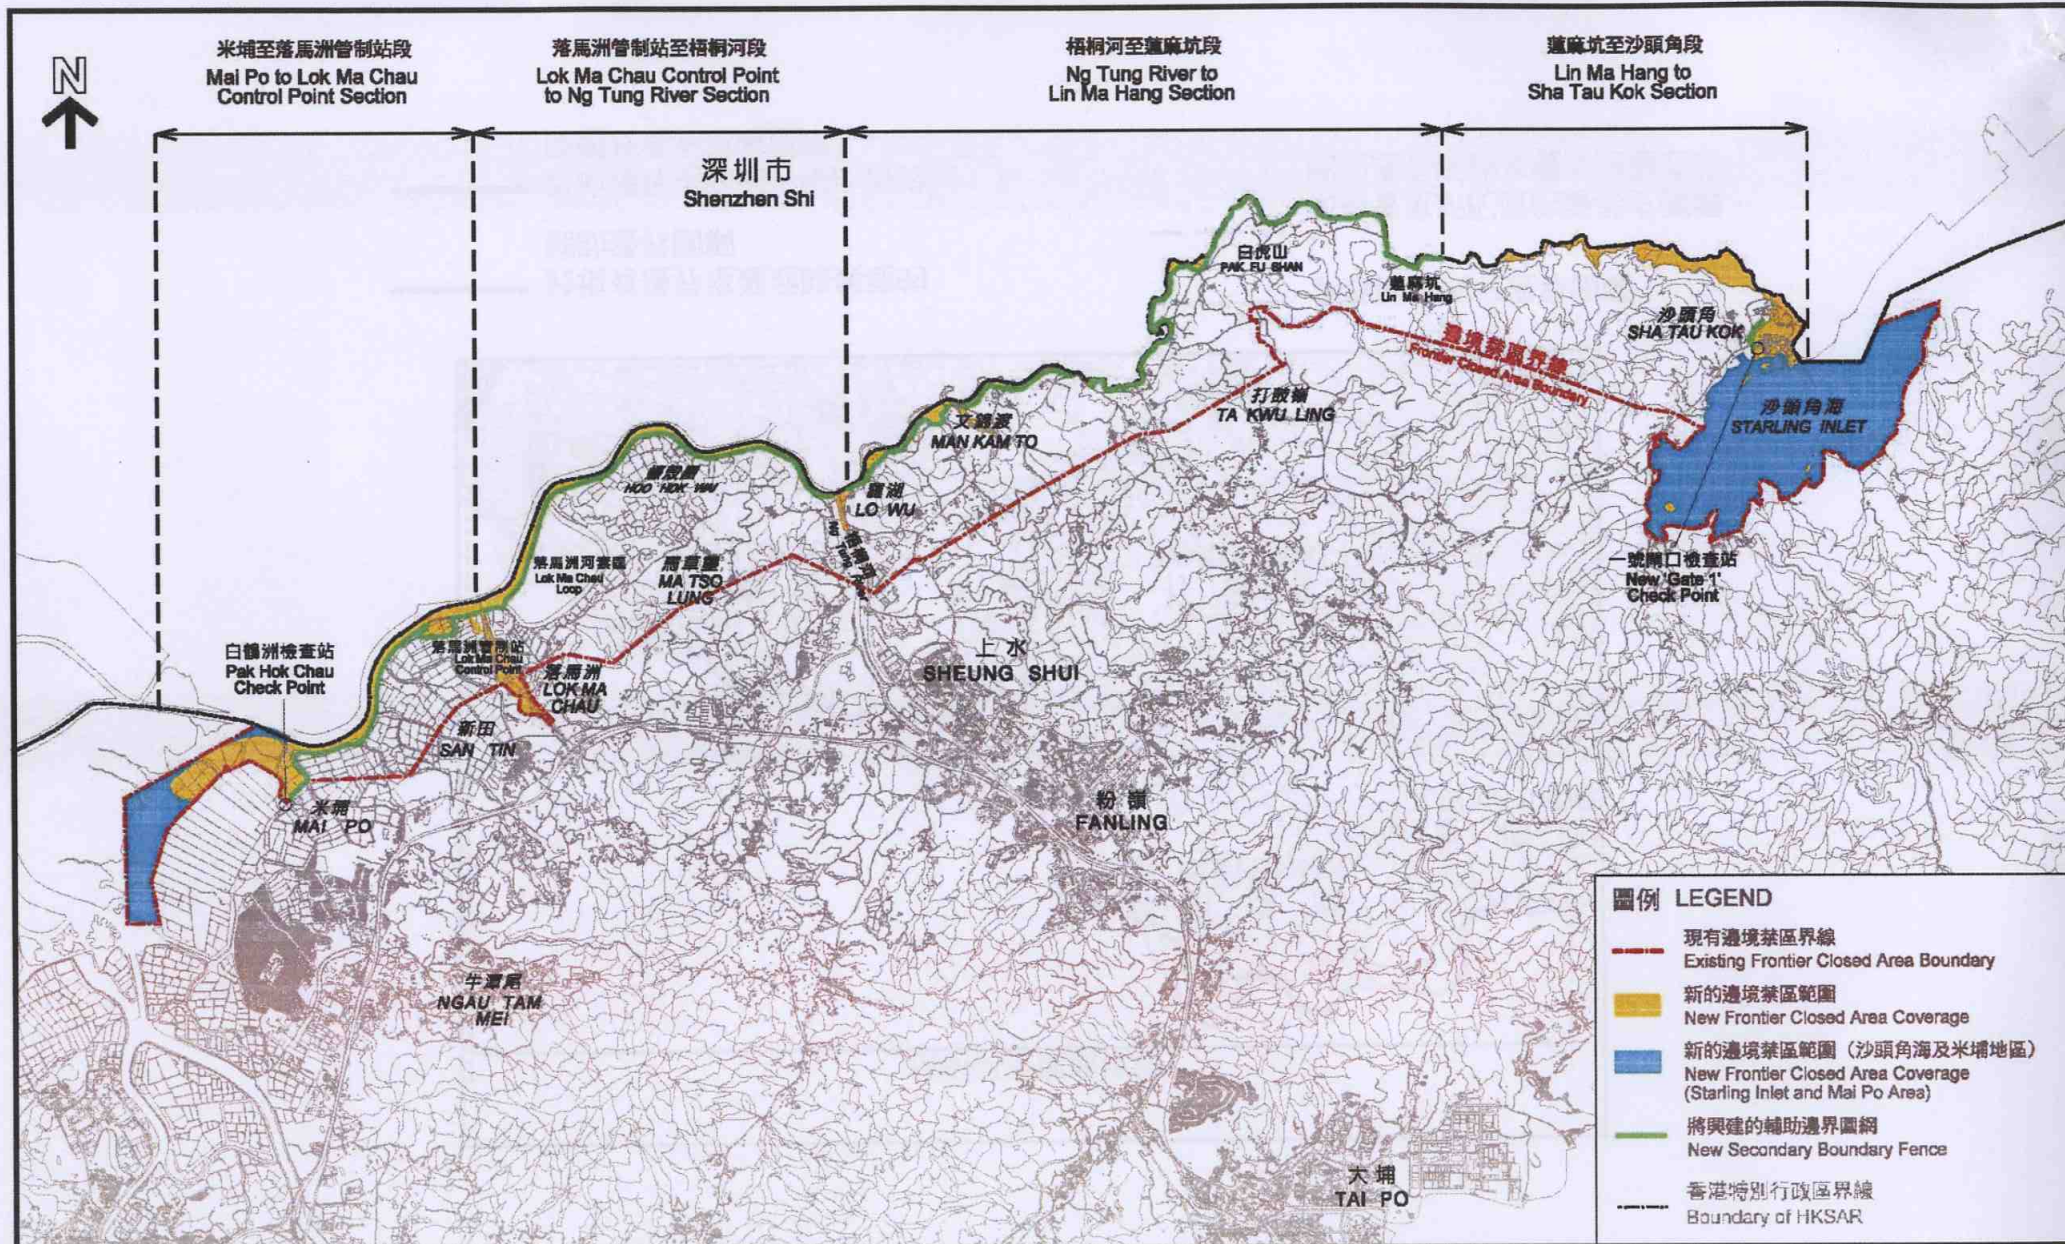 N
米埔至落馬洲管制站段
Mai Po to Lok Ma Chau
Control Point Section
落馬洲管制站至梧桐河段
Lok Ma Chau Control Point
to Ng Tung River Section
梧桐河至蓮麻坑段
Ng Tung River to
Lin Ma Hang Section
蓮麻坑至沙頭角段
Lin Ma Hang to
Sha Tau Kok Section
深圳市
Shenzhen Shi
白虎山
PAK FU SHAN
蓮麻坑
Lin Ma Hang
沙頭角
SHA TAU KOK
邊境禁區界線
Frontier Closed Area Boundary
打鼓嶺
TA KWU LING
沙頭角海
STARLING INLET
文錦渡
MAN KAM TO
HOO HOK WAI
羅湖
LO WU
梧桐河
Ng Tung River
落馬洲河套區
Lok Ma Chau
Loop
馬草壟
MA TSO
LUNG
一號閘口檢查站
New 'Gate 1'
Check Point
白鶴洲檢查站
Pak Hok Chau
Check Point
落馬洲管制站
Lok Ma Chau
Control Point
落馬洲
LOK MA
CHAU
上水
SHEUNG SHUI
新田
SAN TIN
米埔
MAI PO
粉嶺
FANLING
牛潭尾
NGAU TAM
MEI
大埔
TAI PO
圖例 LEGEND
現有邊境禁區界線
Existing Frontier Closed Area Boundary
新的邊境禁區範圍
New Frontier Closed Area Coverage
新的邊境禁區範圍（沙頭角海及米埔地區）
New Frontier Closed Area Coverage
(Starling Inlet and Mai Po Area)
將興建的輔助邊界圍網
New Secondary Boundary Fence
香港特別行政區界線
Boundary of HKSAR